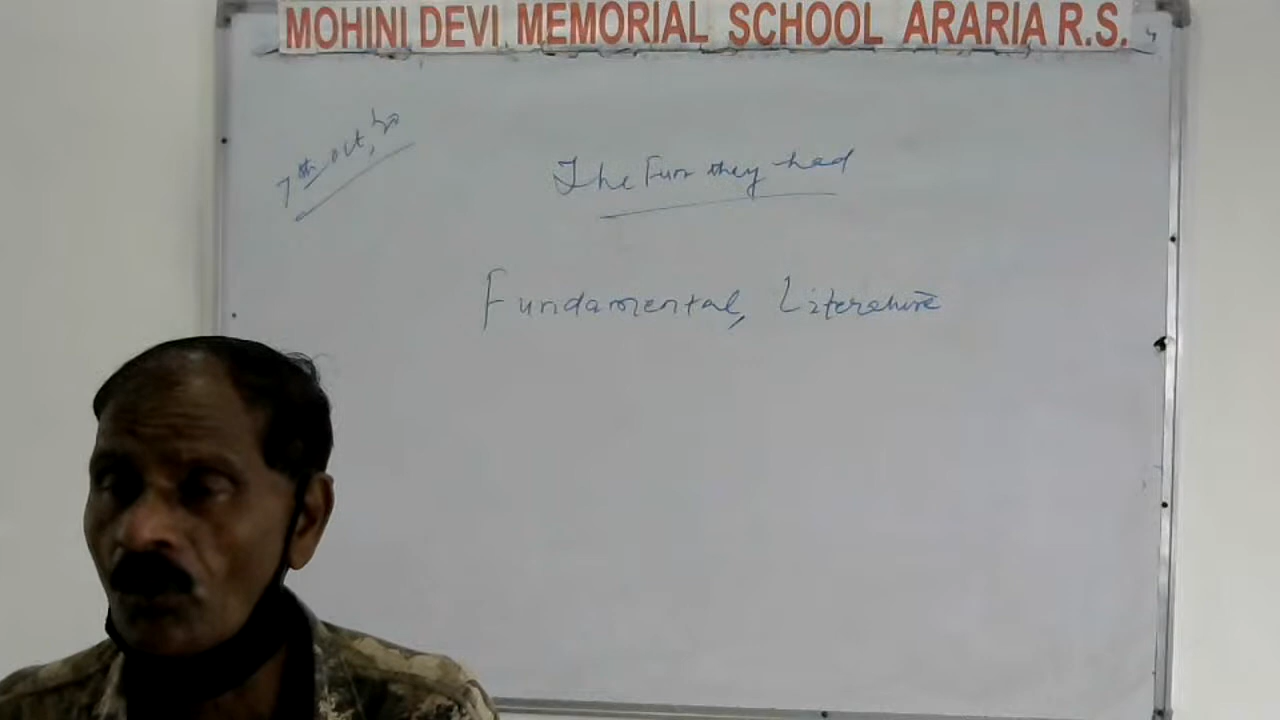 MOHINI DEVI MEMORIAL SCHOOL ARARIA R.S.
7th Oct, 20
The Fun they had
Fundamental, Literature